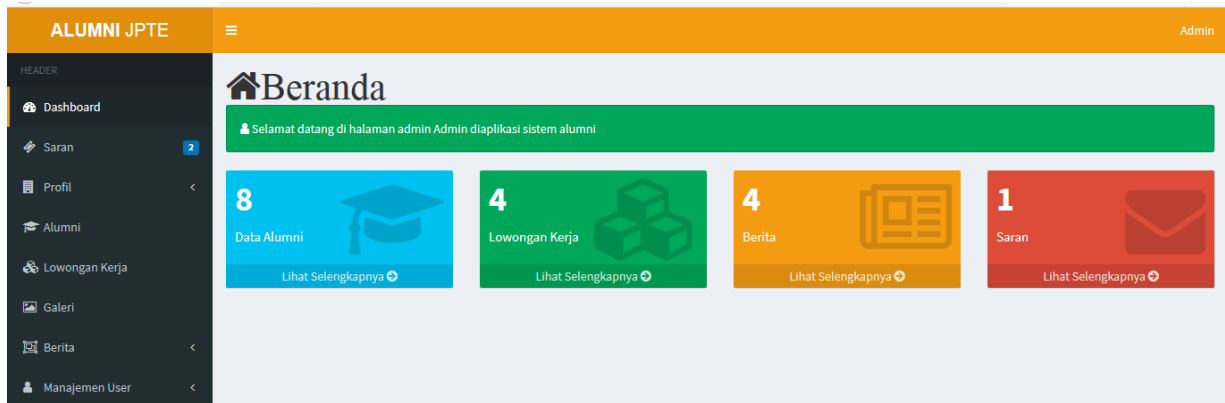 ALUMNI JPTE
Admin
HEADER
Dashboard
Saran 2
Profil
Alumni
Lowongan Kerja
Galeri
Berita
Manajemen User
Beranda
Selamat datang di halaman admin Admin diaplikasi sistem alumni
8
Data Alumni
Lihat Selengkapnya
4
Lowongan Kerja
Lihat Selengkapnya
4
Berita
Lihat Selengkapnya
1
Saran
Lihat Selengkapnya